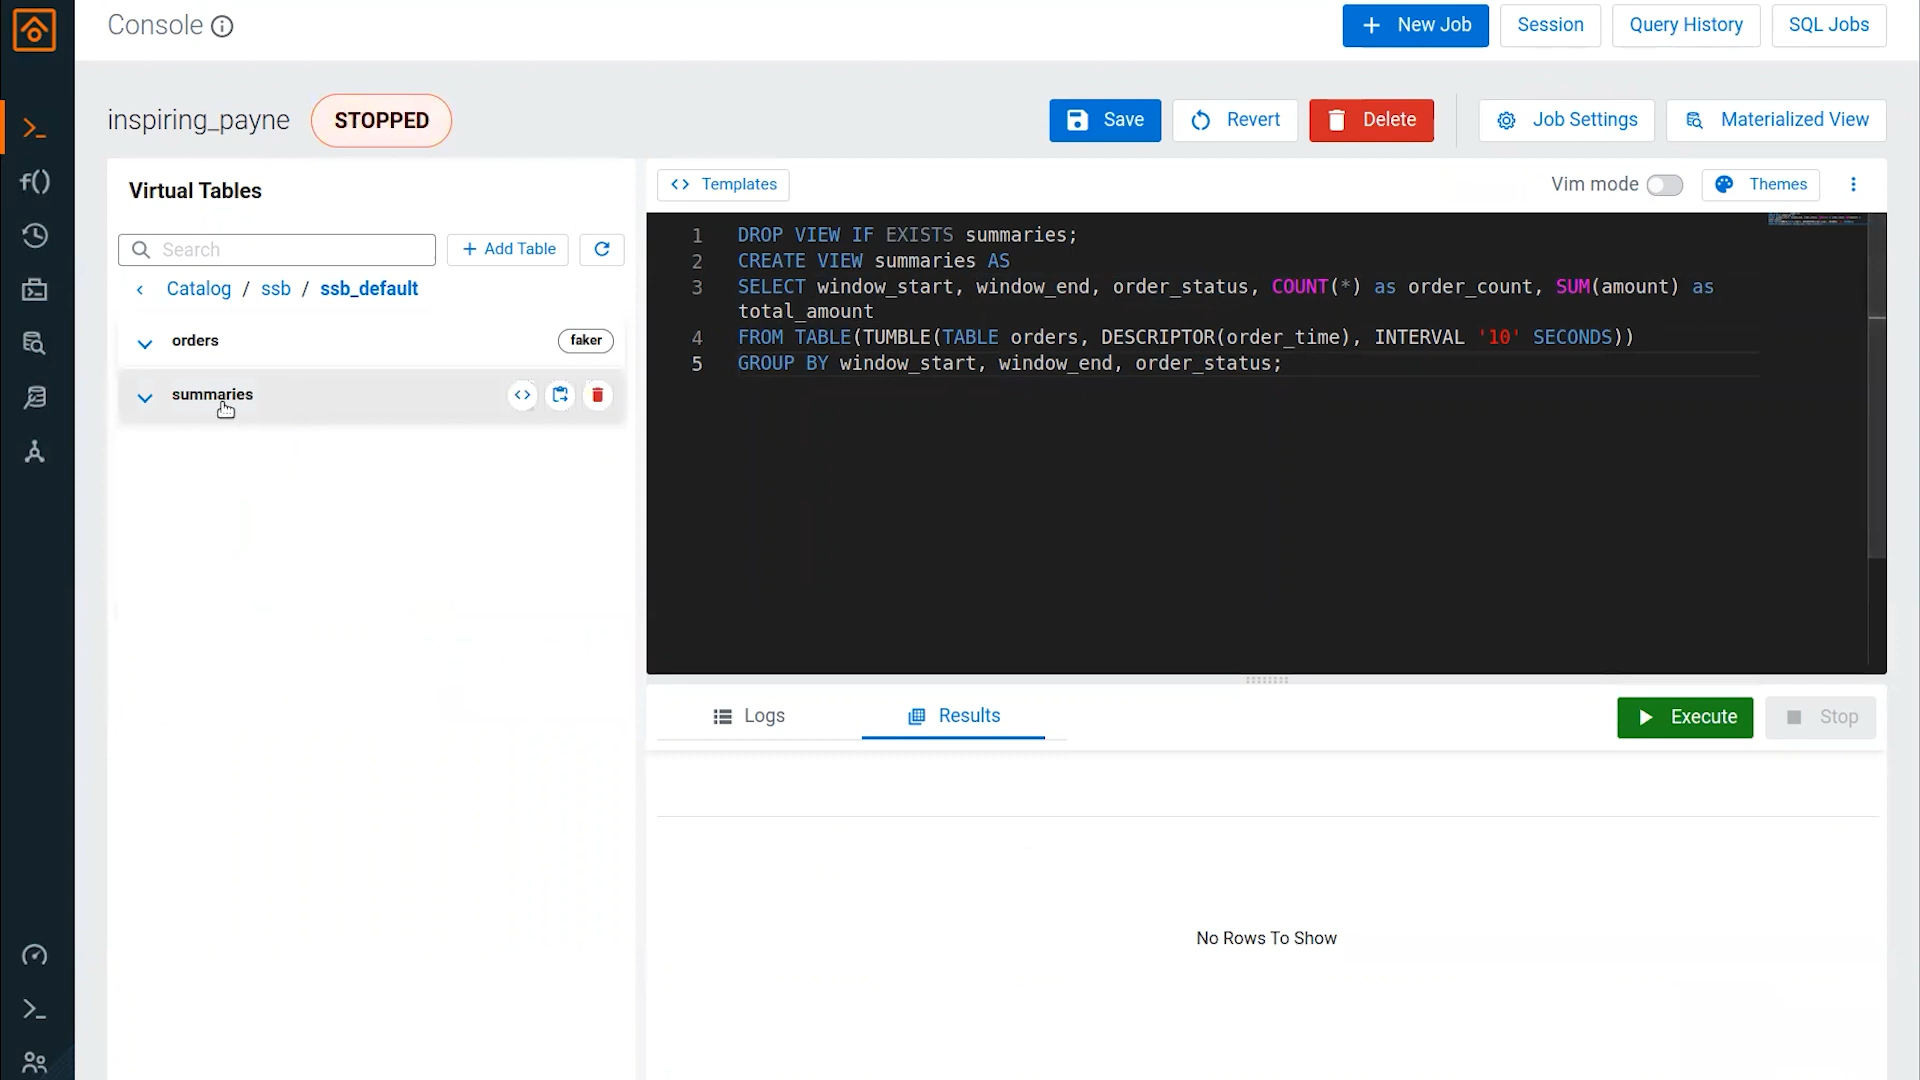 Console
New Job
Session
Query History
SQL Jobs
inspiring_payne
STOPPED
Save
Revert
Delete
Job Settings
Materialized View
f()
Virtual Tables
Search
+ Add Table
Catalog / ssb / ssb_default
orders
faker
summaries
Templates
Vim mode
Themes
1 DROP VIEW IF EXISTS summaries;
2 CREATE VIEW summaries AS
3 SELECT window_start, window_end, order_status, COUNT(*) as order_count, SUM(amount) as
total_amount
4 FROM TABLE(TUMBLE(TABLE orders, DESCRIPTOR(order_time), INTERVAL '10' SECONDS))
5 GROUP BY window_start, window_end, order_status;
Logs
Results
Execute
Stop
No Rows To Show